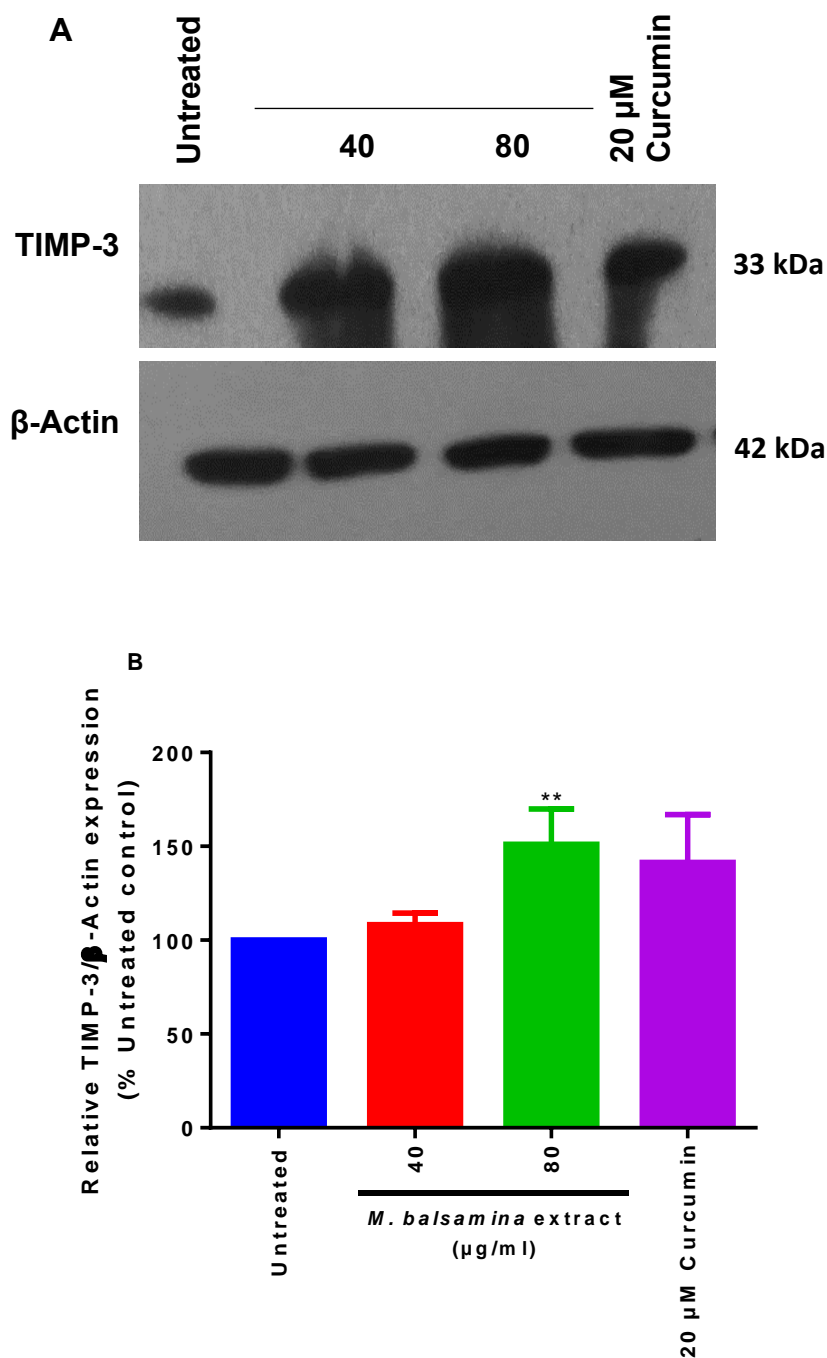 A
Untreated
40
80
20 µM
Curcumin
TIMP-3
33 kDa
β-Actin
42 kDa
B
Relative TIMP-3/β-Actin expression
(% Untreated control)
200
150
100
50
0
**
Untreated
40
80
M. balsamina extract
(µg/ml)
20 µM Curcumin